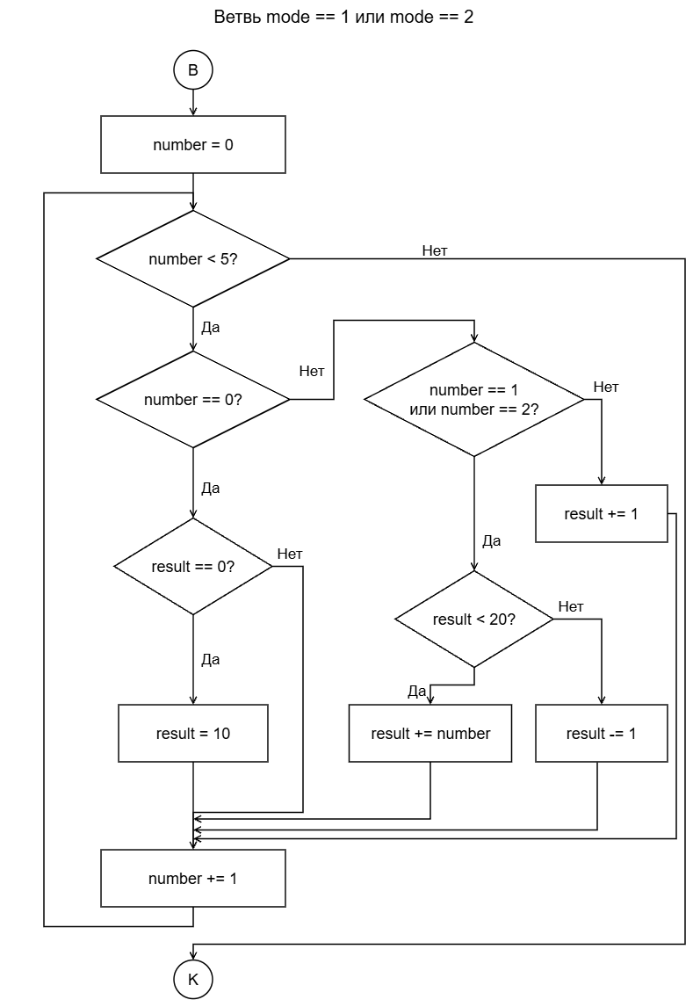 Ветвь mode == 1 или mode == 2
B
number = 0
number < 5?
Нет
Да
number == 0?
Нет
number == 1
или number == 2?
Нет
Да
result == 0?
Нет
result += 1
Да
result < 20?
Нет
Да
Да
result = 10
result += number
result -= 1
number += 1
K